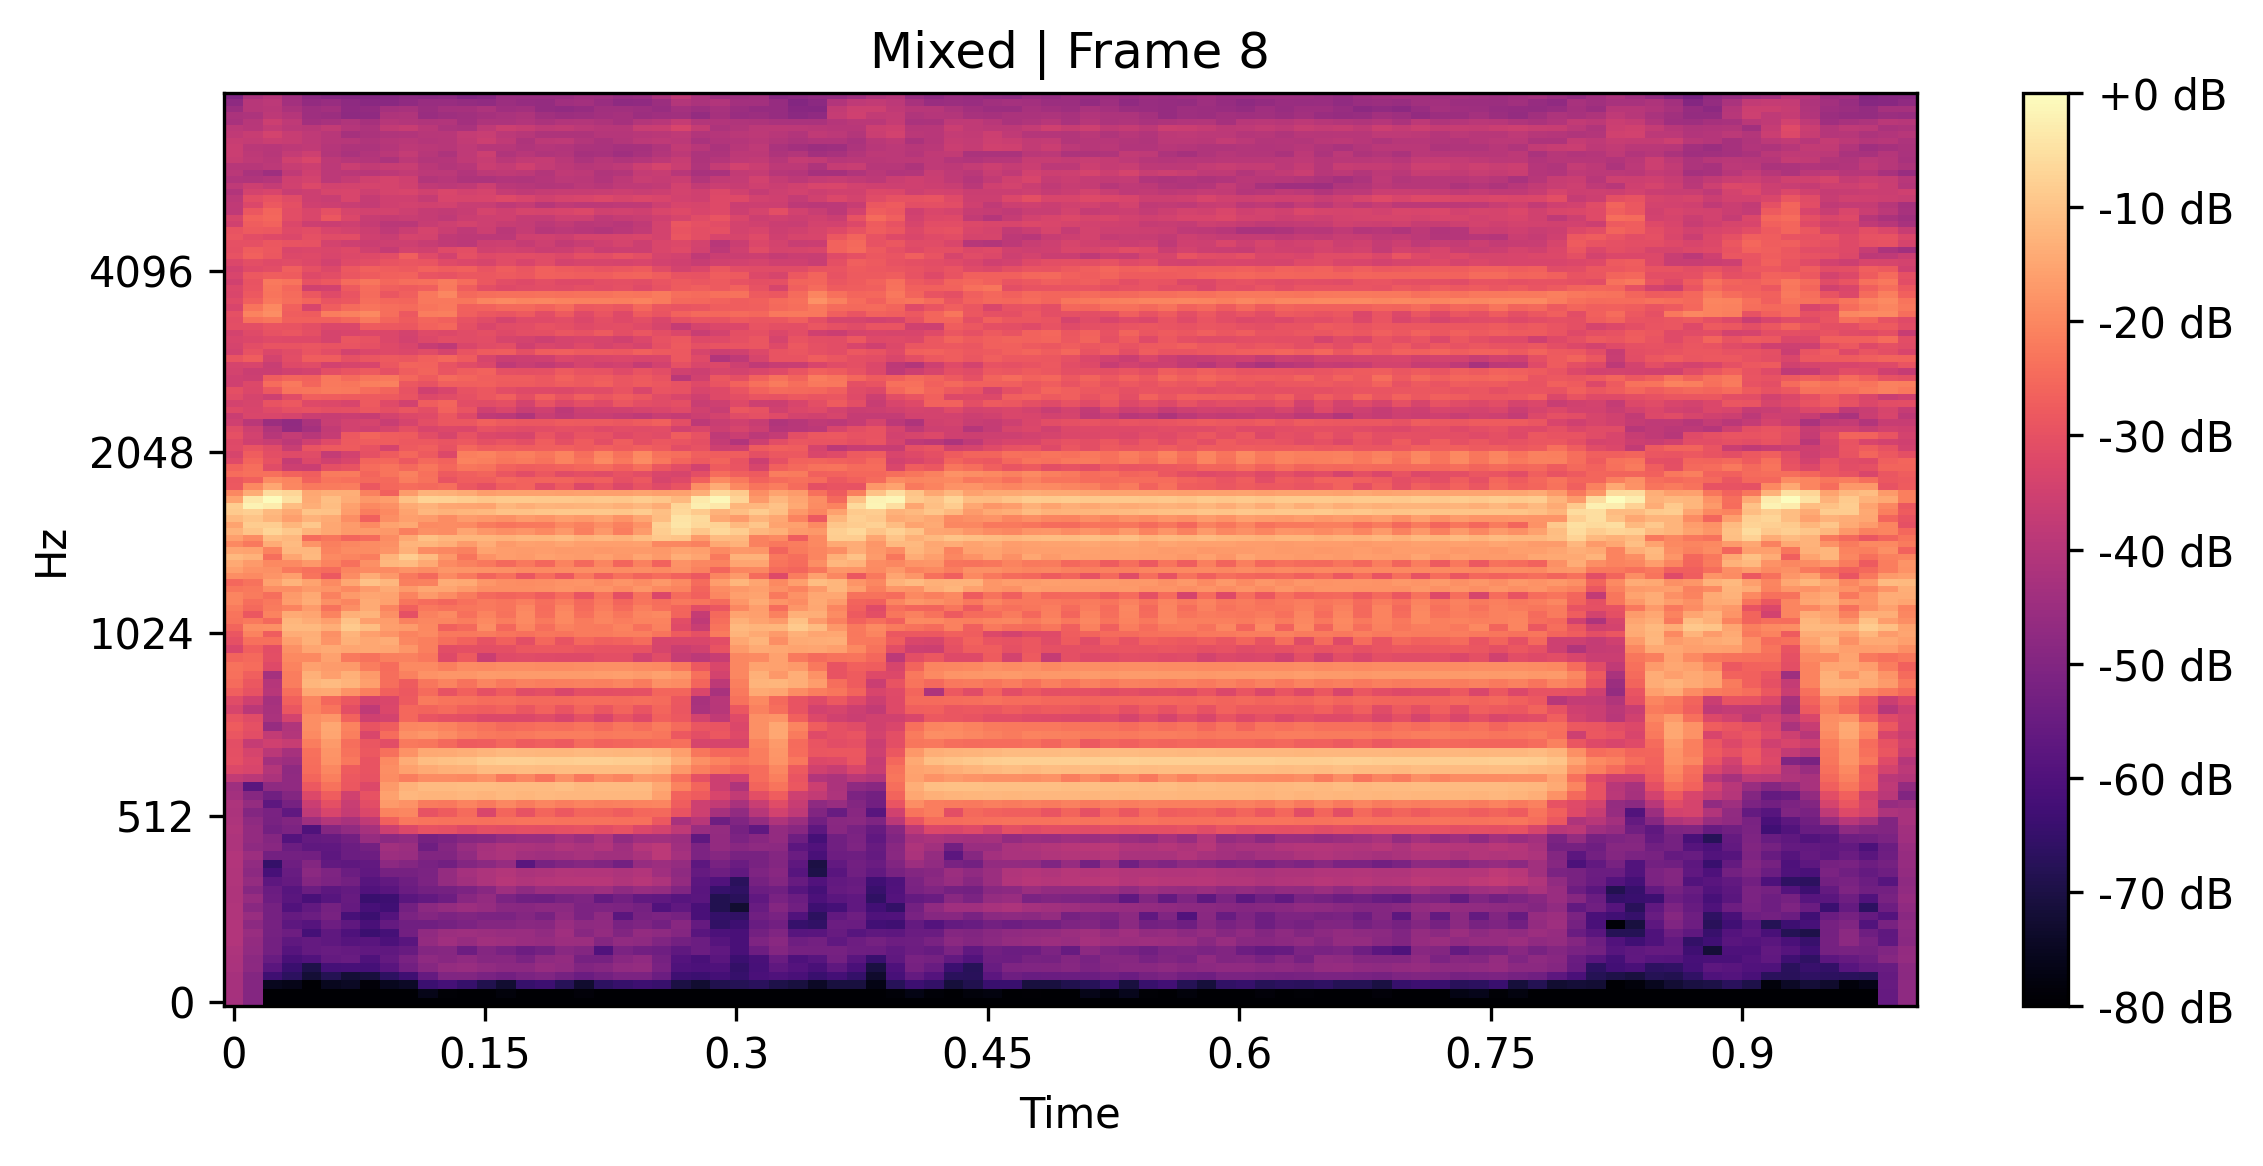 Mixed | Frame 8
Hz
4096
2048
1024
512
0
0 0.15 0.3 0.45 0.6 0.75 0.9
Time
+0 dB
-10 dB
-20 dB
-30 dB
-40 dB
-50 dB
-60 dB
-70 dB
-80 dB